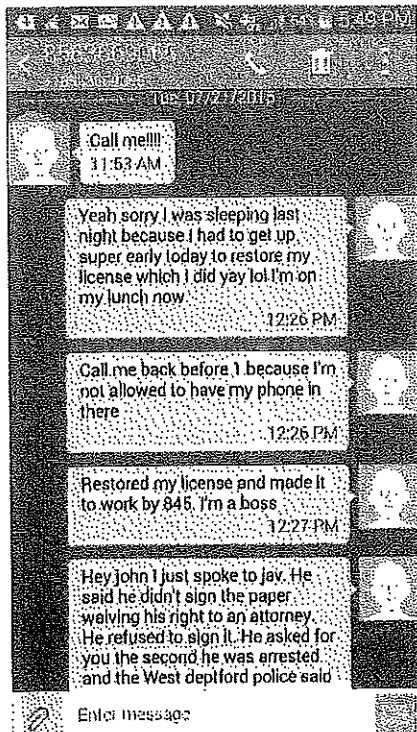 5:49 PM
Call me!!!!
11:53 AM
Yeah sorry I was sleeping last
night because I had to get up
super early today to restore my
license which I did yay lol I'm on
my lunch now
12:26 PM
Call me back before 1 because I'm
not allowed to have my phone in
there
12:26 PM
Restored my license and made it
to work by 845. I'm a boss
12:27 PM
Hey john I just spoke to jav. He
said he didn't sign the paper
waiving his right to an attorney.
He refused to sign it. He asked for
you the second he was arrested
and the West deptford police said
Enter message